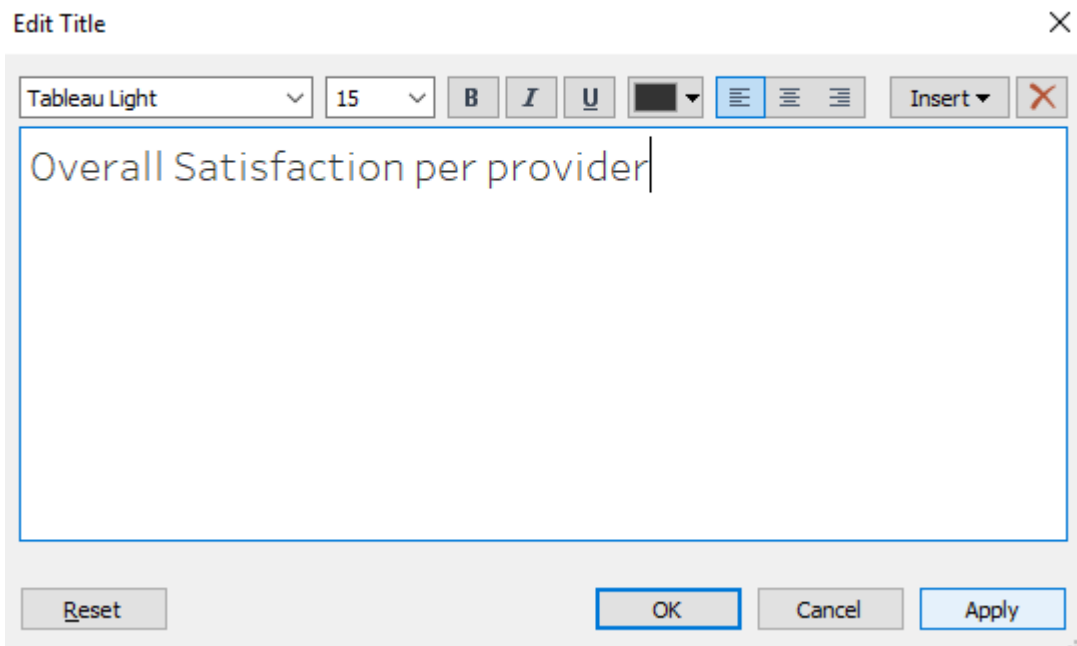 Edit Title
Tableau Light 15 B I U Insert
Overall Satisfaction per provider
Reset OK Cancel Apply